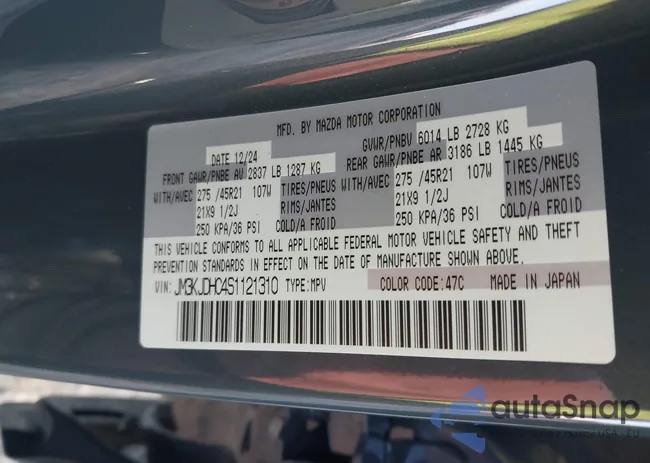 MFD. BY MAZDA MOTOR CORPORATION
DATE 12/24 GVWR/PNBV 6014 LB 2728 KG
FRONT GAWR/PNBE AV 2837 LB 1287 KG REAR GAWR/PNBE AR 3186 LB 1445 KG
WITH/AVEC 275 /45R21 107W TIRES/PNEUS WITH/AVEC 275 /45R21 107W TIRES/PNEUS
21X9 1/2J RIMS/JANTES 21X9 1/2J RIMS/JANTES
250 KPA/36 PSI COLD/A FROID 250 KPA/36 PSI COLD/A FROID
THIS VEHICLE CONFORMS TO ALL APPLICABLE FEDERAL MOTOR VEHICLE SAFETY AND THEFT
PREVENTION STANDARDS IN EFFECT ON THE DATE OF MANUFACTURE SHOWN ABOVE.
VIN: JM3KJDHC4S1121310 TYPE:MPV COLOR CODE:47C MADE IN JAPAN
autoSnap